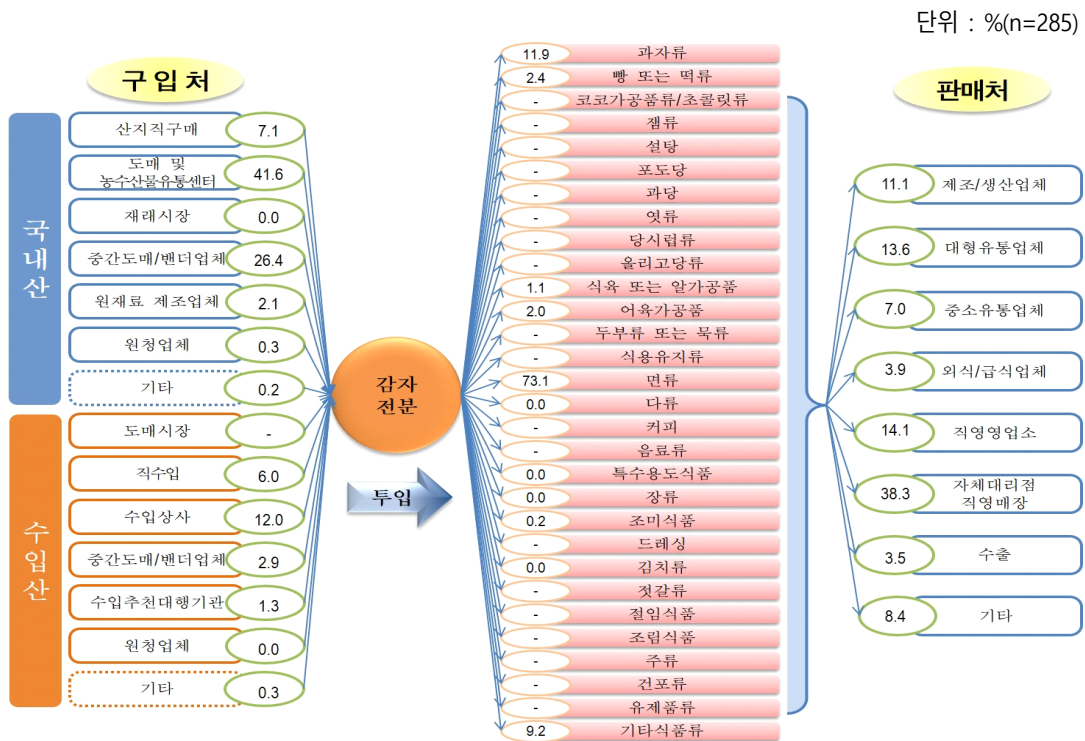 단위 : %(n=285)
구입처
국내산
산지직구매 7.1
도매 및
농수산물유통센터 41.6
재래시장 0.0
중간도매/밴더업체 26.4
원재료 제조업체 2.1
원청업체 0.3
기타 0.2
수입산
도매시장 -
직수입 6.0
수입상사 12.0
중간도매/밴더업체 2.9
수입추천대행기관 1.3
원청업체 0.0
기타 0.3
감자
전분
투입
11.9 과자류
2.4 빵 또는 떡류
- 코코가공품류/초콜릿류
- 잼류
- 설탕
- 포도당
- 과당
- 엿류
- 당시럽류
- 올리고당류
1.1 식육 또는 알가공품
2.0 어육가공품
- 두부류 또는 묵류
- 식용유지류
73.1 면류
0.0 다류
- 커피
- 음료류
0.0 특수용도식품
0.0 장류
0.2 조미식품
- 드레싱
0.0 김치류
- 젓갈류
- 절임식품
- 조림식품
- 주류
- 건포류
- 유제품류
9.2 기타식품류
판매처
11.1 제조/생산업체
13.6 대형유통업체
7.0 중소유통업체
3.9 외식/급식업체
14.1 직영영업소
38.3 자체대리점
직영매장
3.5 수출
8.4 기타